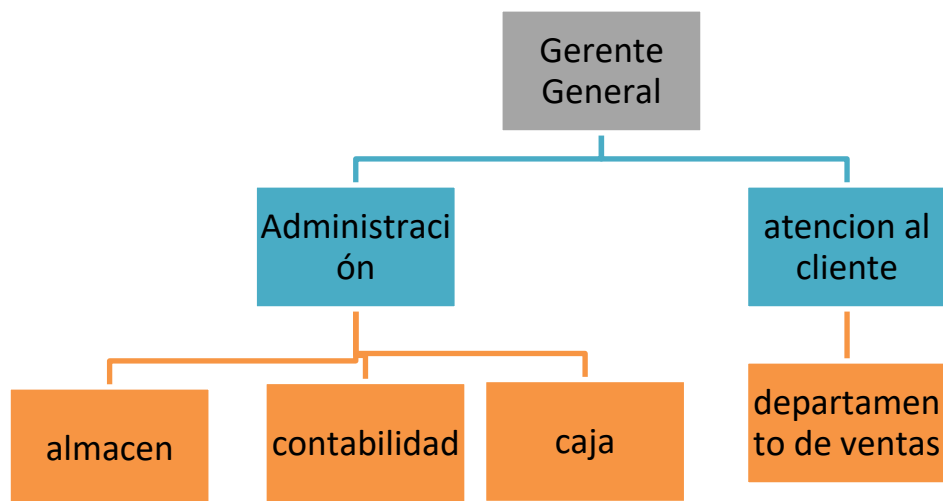 Gerente
General
Administraci
ón
atencion al
cliente
almacen
contabilidad
caja
departamen
to de ventas